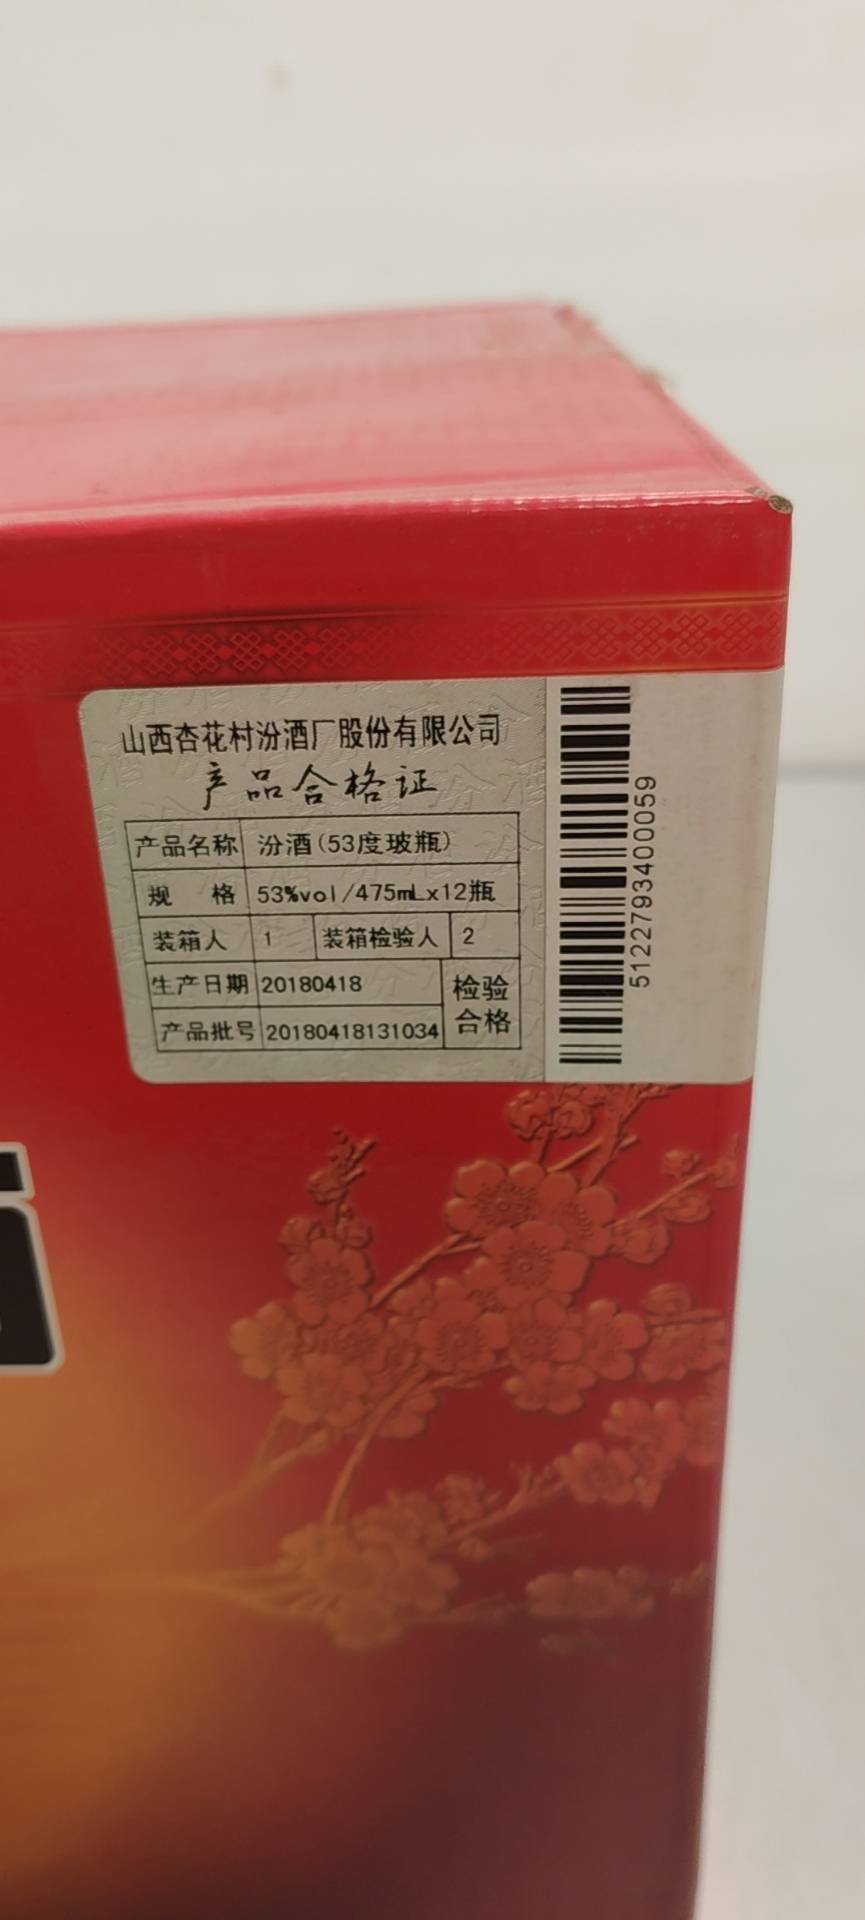 山西杏花村汾酒厂股份有限公司
产品合格证
产品名称 汾酒(53度玻瓶)
规 格 53%vol/475mLx12瓶
装箱人 1 装箱检验人 2
生产日期 20180418 检验
产品批号 20180418131034 合格
5122793400059